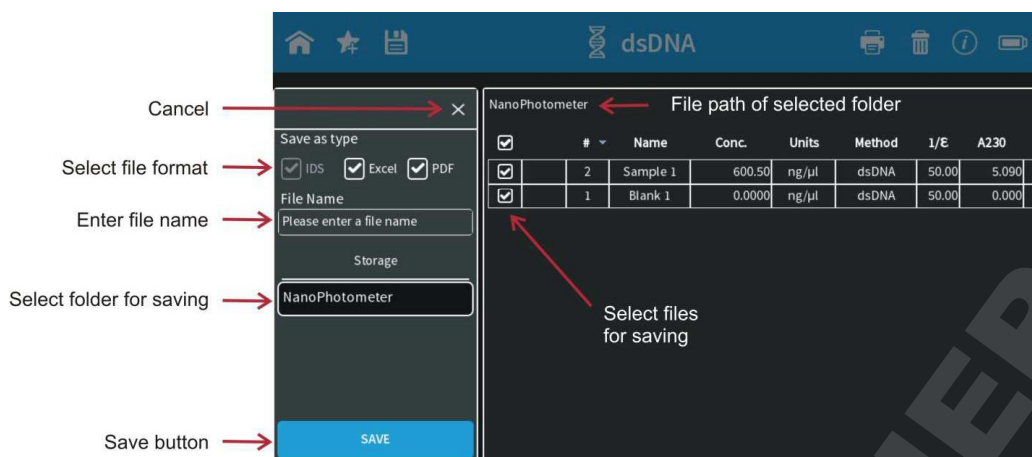 dsDNA
Cancel
Save as type
Select file format
IDS Excel PDF
File Name
Enter file name
Please enter a file name
Storage
Select folder for saving
NanoPhotometer
Save button
SAVE
NanoPhotometer
File path of selected folder
# Name Conc. Units Method 1/ε A230
2 Sample 1 600.50 ng/µl dsDNA 50.00 5.090
1 Blank 1 0.0000 ng/µl dsDNA 50.00 0.000
Select files
for saving